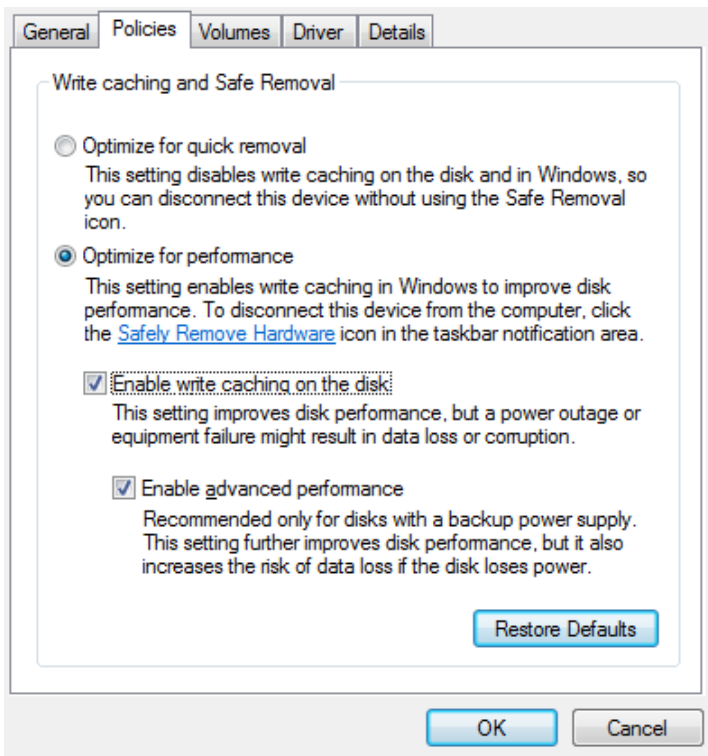 General Policies Volumes Driver Details
Write caching and Safe Removal
Optimize for quick removal
This setting disables write caching on the disk and in Windows, so
you can disconnect this device without using the Safe Removal
icon.
Optimize for performance
This setting enables write caching in Windows to improve disk
performance. To disconnect this device from the computer, click
the Safely Remove Hardware icon in the taskbar notification area.
Enable write caching on the disk
This setting improves disk performance, but a power outage or
equipment failure might result in data loss or corruption.
Enable advanced performance
Recommended only for disks with a backup power supply.
This setting further improves disk performance, but it also
increases the risk of data loss if the disk loses power.
Restore Defaults
OK Cancel